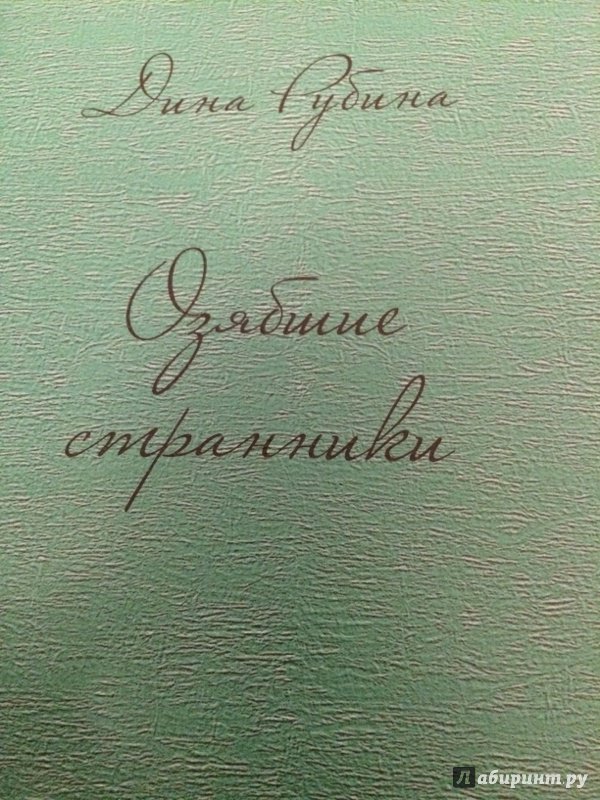 Дина Рубина
Озябшие
странники
Лабиринт.ру